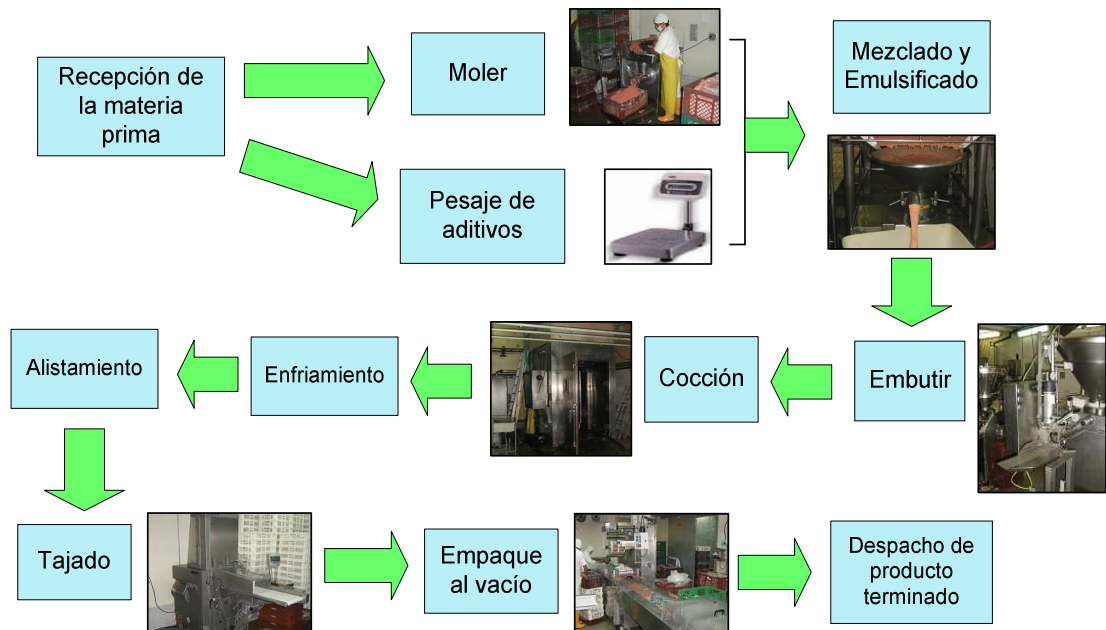 Recepción de
la materia
prima
Moler
Pesaje de
aditivos
Mezclado y
Emulsificado
Embutir
Cocción
Enfriamiento
Alistamiento
Tajado
Empaque
al vacío
Despacho de
producto
terminado